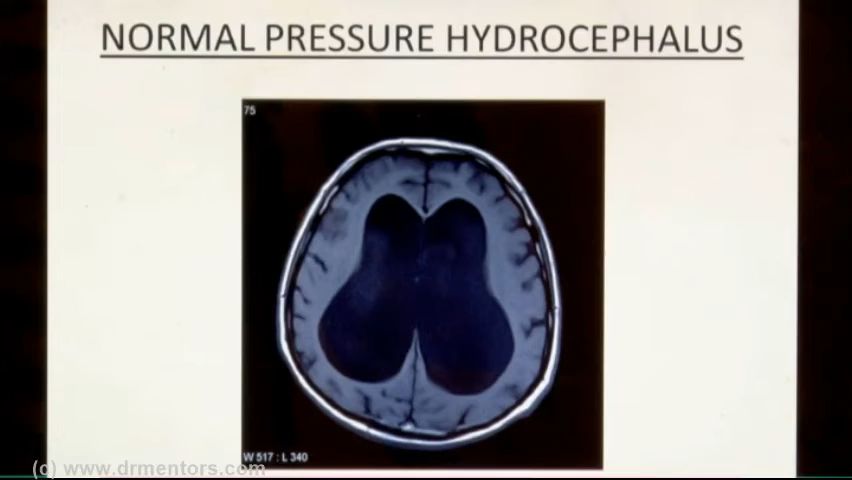 NORMAL PRESSURE HYDROCEPHALUS
75
W 517 : L 340
(c) www.drmentors.com